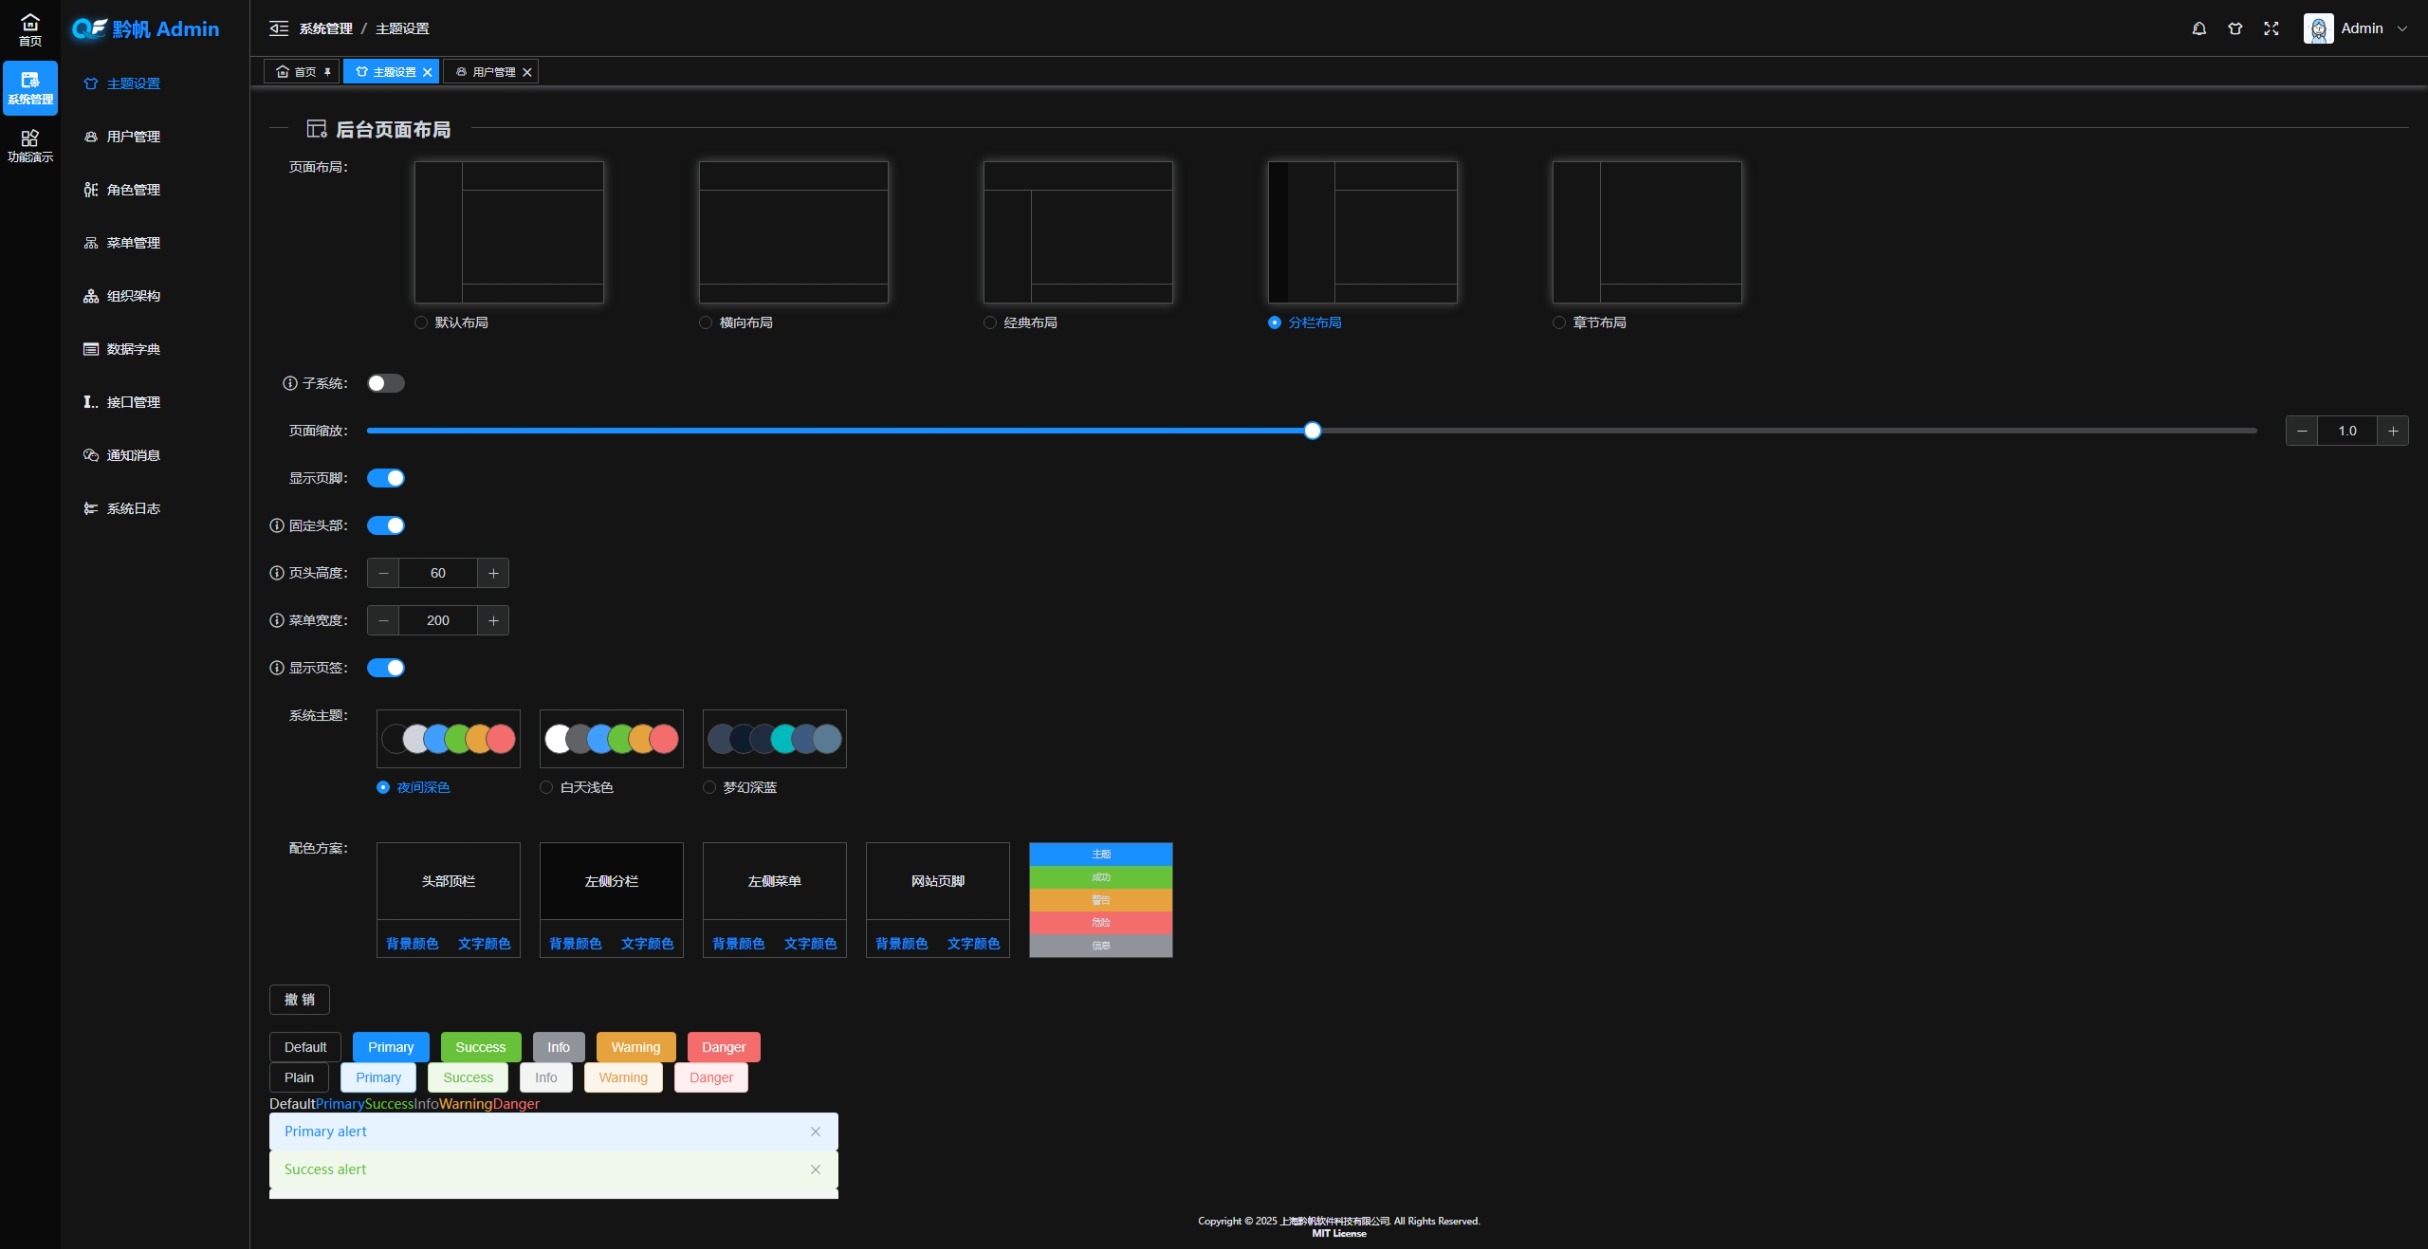 首页
系统管理
功能演示
QF 黔帆 Admin
主题设置
用户管理
角色管理
菜单管理
组织架构
数据字典
接口管理
通知消息
系统日志
系统管理 / 主题设置
Admin
首页 主题设置 用户管理
后台页面布局
页面布局：
默认布局 横向布局 经典布局 分栏布局 章节布局
子系统：
页面缩放： 1.0
显示页脚：
固定头部：
页头高度： 60
菜单宽度： 200
显示页签：
系统主题：
夜间深色 白天浅色 梦幻深蓝
配色方案：
头部顶栏 左侧分栏 左侧菜单 网站页脚
背景颜色 文字颜色 背景颜色 文字颜色 背景颜色 文字颜色 背景颜色 文字颜色
主题
成功
警告
危险
信息
撤 销
Default Primary Success Info Warning Danger
Plain Primary Success Info Warning Danger
DefaultPrimarySuccessInfoWarningDanger
Primary alert
Success alert
Copyright © 2025 上海黔帆软件科技有限公司. All Rights Reserved.
MIT License